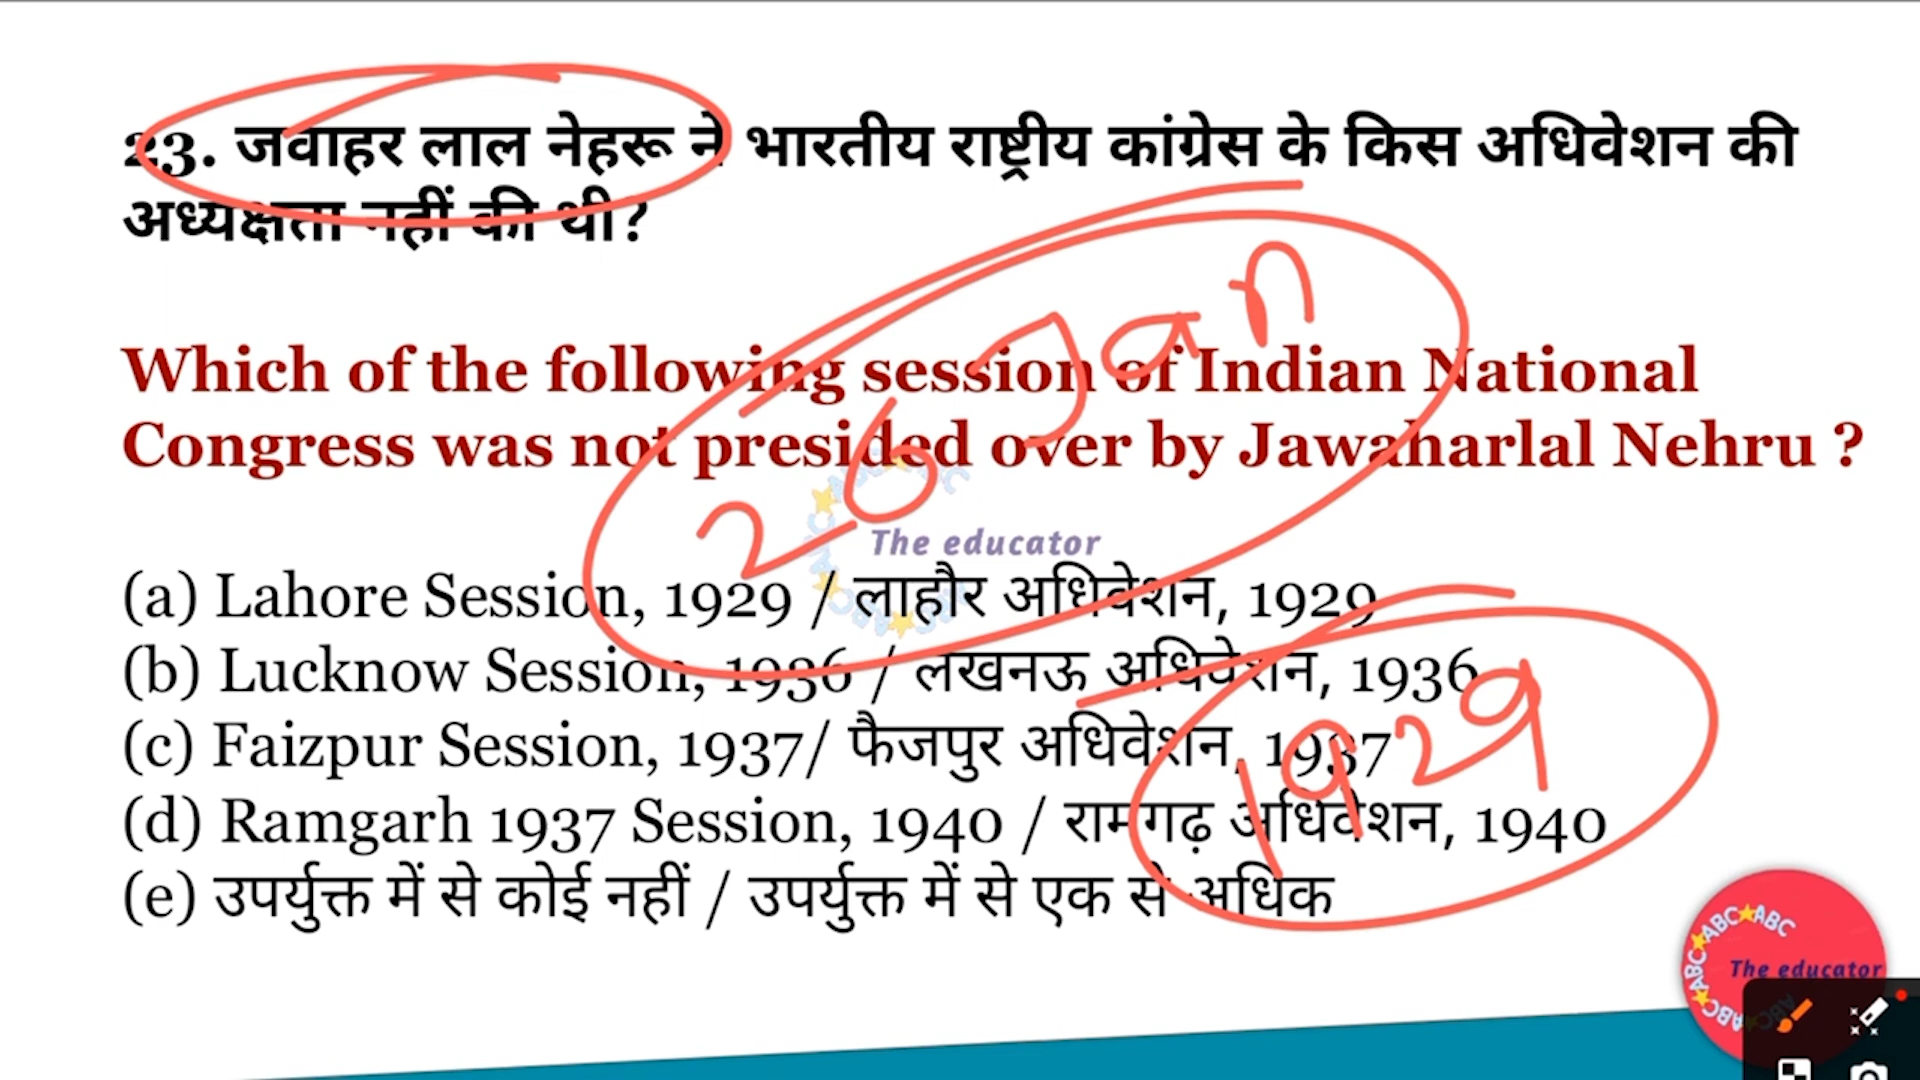 23. जवाहर लाल नेहरू ने भारतीय राष्ट्रीय कांग्रेस के किस अधिवेशन की
अध्यक्षता नहीं की थी?
26 Jan
Which of the following session of Indian National
Congress was not presided over by Jawaharlal Nehru ?
The educator
(a) Lahore Session, 1929 / लाहौर अधिवेशन, 1929
(b) Lucknow Session, 1936 / लखनऊ अधिवेशन, 1936
(c) Faizpur Session, 1937/ फैजपुर अधिवेशन, 1937
1929
(d) Ramgarh 1937 Session, 1940 / रामगढ़ अधिवेशन, 1940
(e) उपर्युक्त में से कोई नहीं / उपर्युक्त में से एक से अधिक
ABC★ABC★ABC
The educator